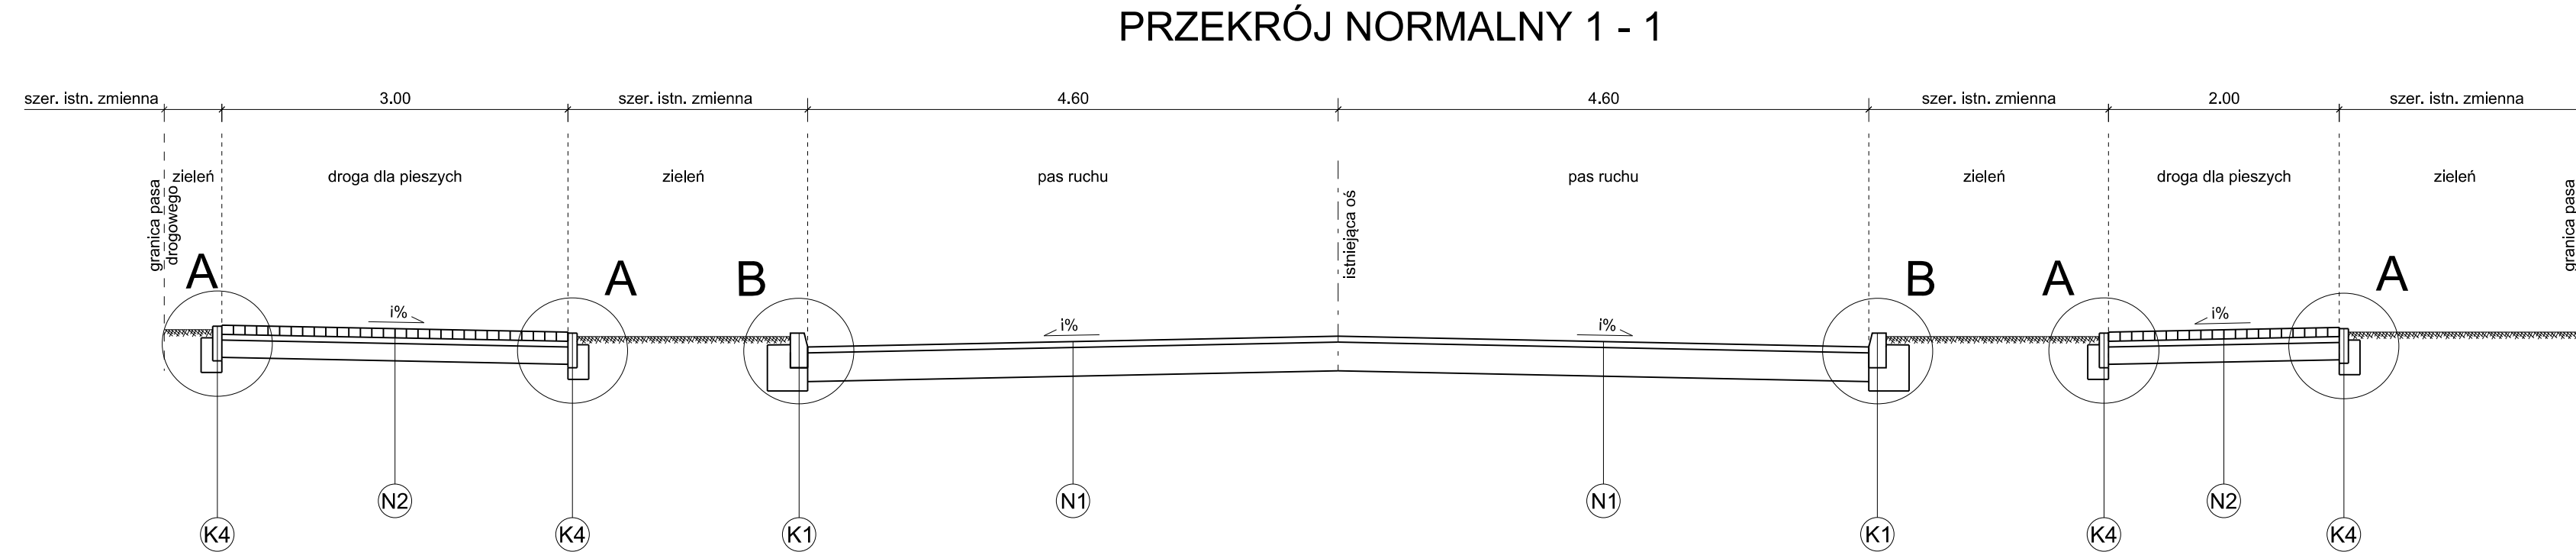 PRZEKRÓJ NORMALNY 1 - 1
szer. istn. zmienna
3.00
szer. istn. zmienna
4.60
4.60
szer. istn. zmienna
2.00
szer. istn. zmienna
zieleń
droga dla pieszych
zieleń
pas ruchu
pas ruchu
zieleń
droga dla pieszych
zieleń
granica pasa
drogowego
istniejąca oś
granica pasa
A
A
B
B
A
A
i%
i%
i%
i%
N2
N1
N1
N2
K4
K4
K1
K1
K4
K4